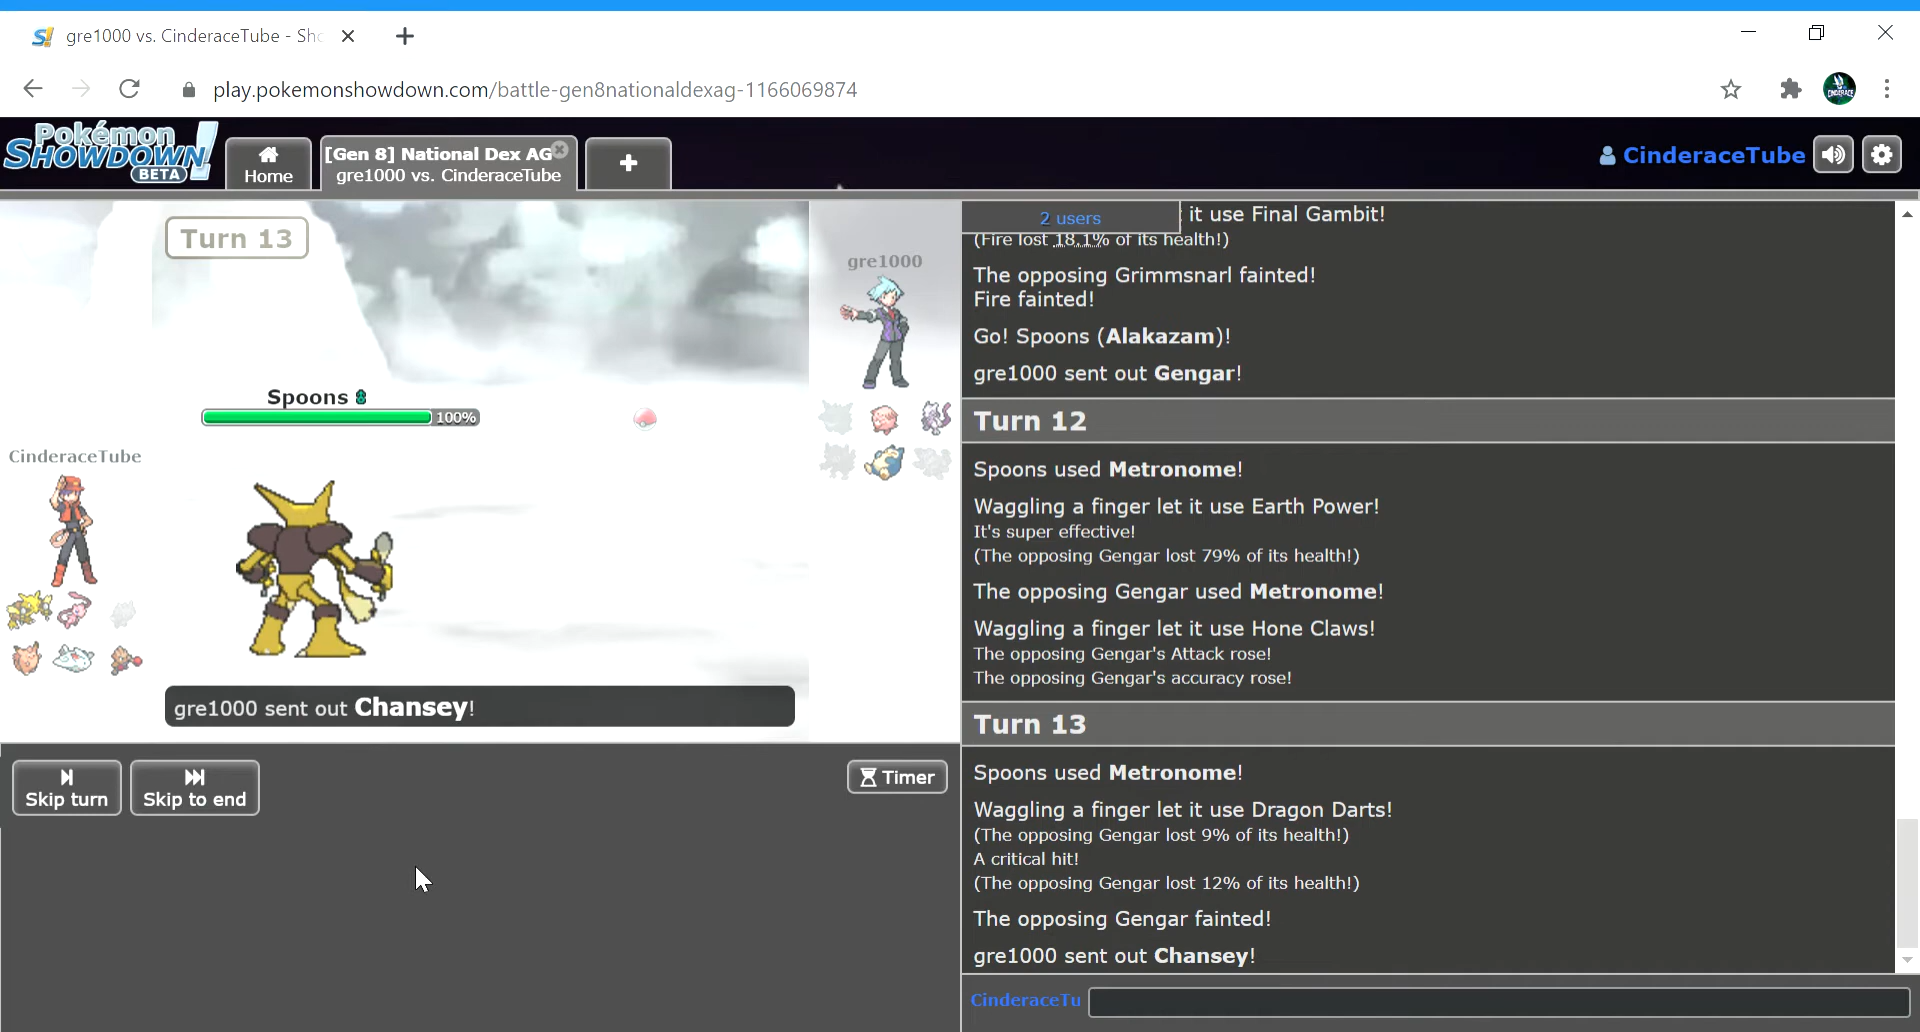 gre1000 vs. CinderaceTube - Sho
play.pokemonshowdown.com/battle-gen8nationaldexag-1166069874
Pokémon
SHOWDOWN!
BETA
Home
[Gen 8] National Dex AG
gre1000 vs. CinderaceTube
CinderaceTube
Turn 13
gre1000
Spoons
100%
CinderaceTube
gre1000 sent out Chansey!
Skip turn
Skip to end
Timer
2 users
it use Final Gambit!
(Fire lost 18.1% of its health!)
The opposing Grimmsnarl fainted!
Fire fainted!
Go! Spoons (Alakazam)!
gre1000 sent out Gengar!
Turn 12
Spoons used Metronome!
Waggling a finger let it use Earth Power!
It's super effective!
(The opposing Gengar lost 79% of its health!)
The opposing Gengar used Metronome!
Waggling a finger let it use Hone Claws!
The opposing Gengar's Attack rose!
The opposing Gengar's accuracy rose!
Turn 13
Spoons used Metronome!
Waggling a finger let it use Dragon Darts!
(The opposing Gengar lost 9% of its health!)
A critical hit!
(The opposing Gengar lost 12% of its health!)
The opposing Gengar fainted!
gre1000 sent out Chansey!
CinderaceTu